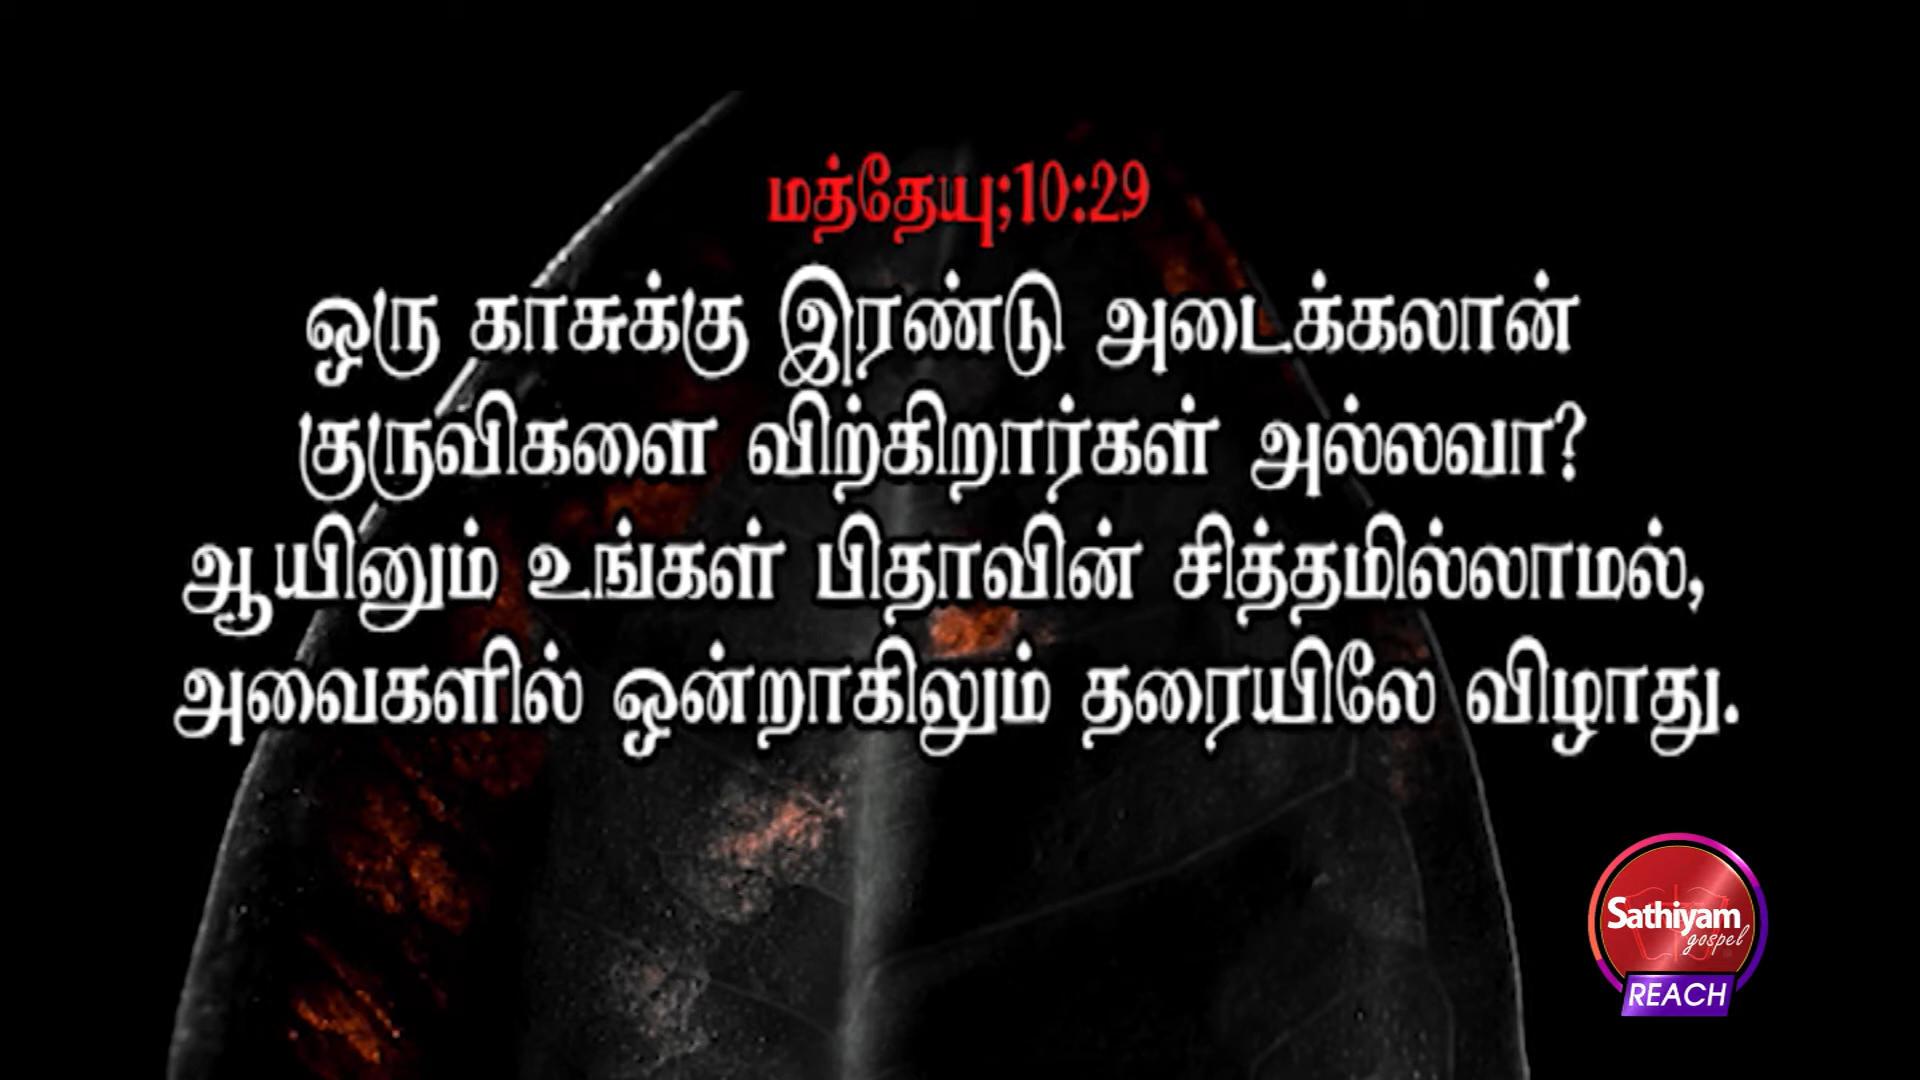 மத்தேயு;10:29
ஒரு காசுக்கு இரண்டு அடைக்கலான்
குருவிகளை விற்கிறார்கள் அல்லவா?
ஆயினும் உங்கள் பிதாவின் சித்தமில்லாமல்,
அவைகளில் ஒன்றாகிலும் தரையிலே விழாது.
Sathiyam
gospel
REACH